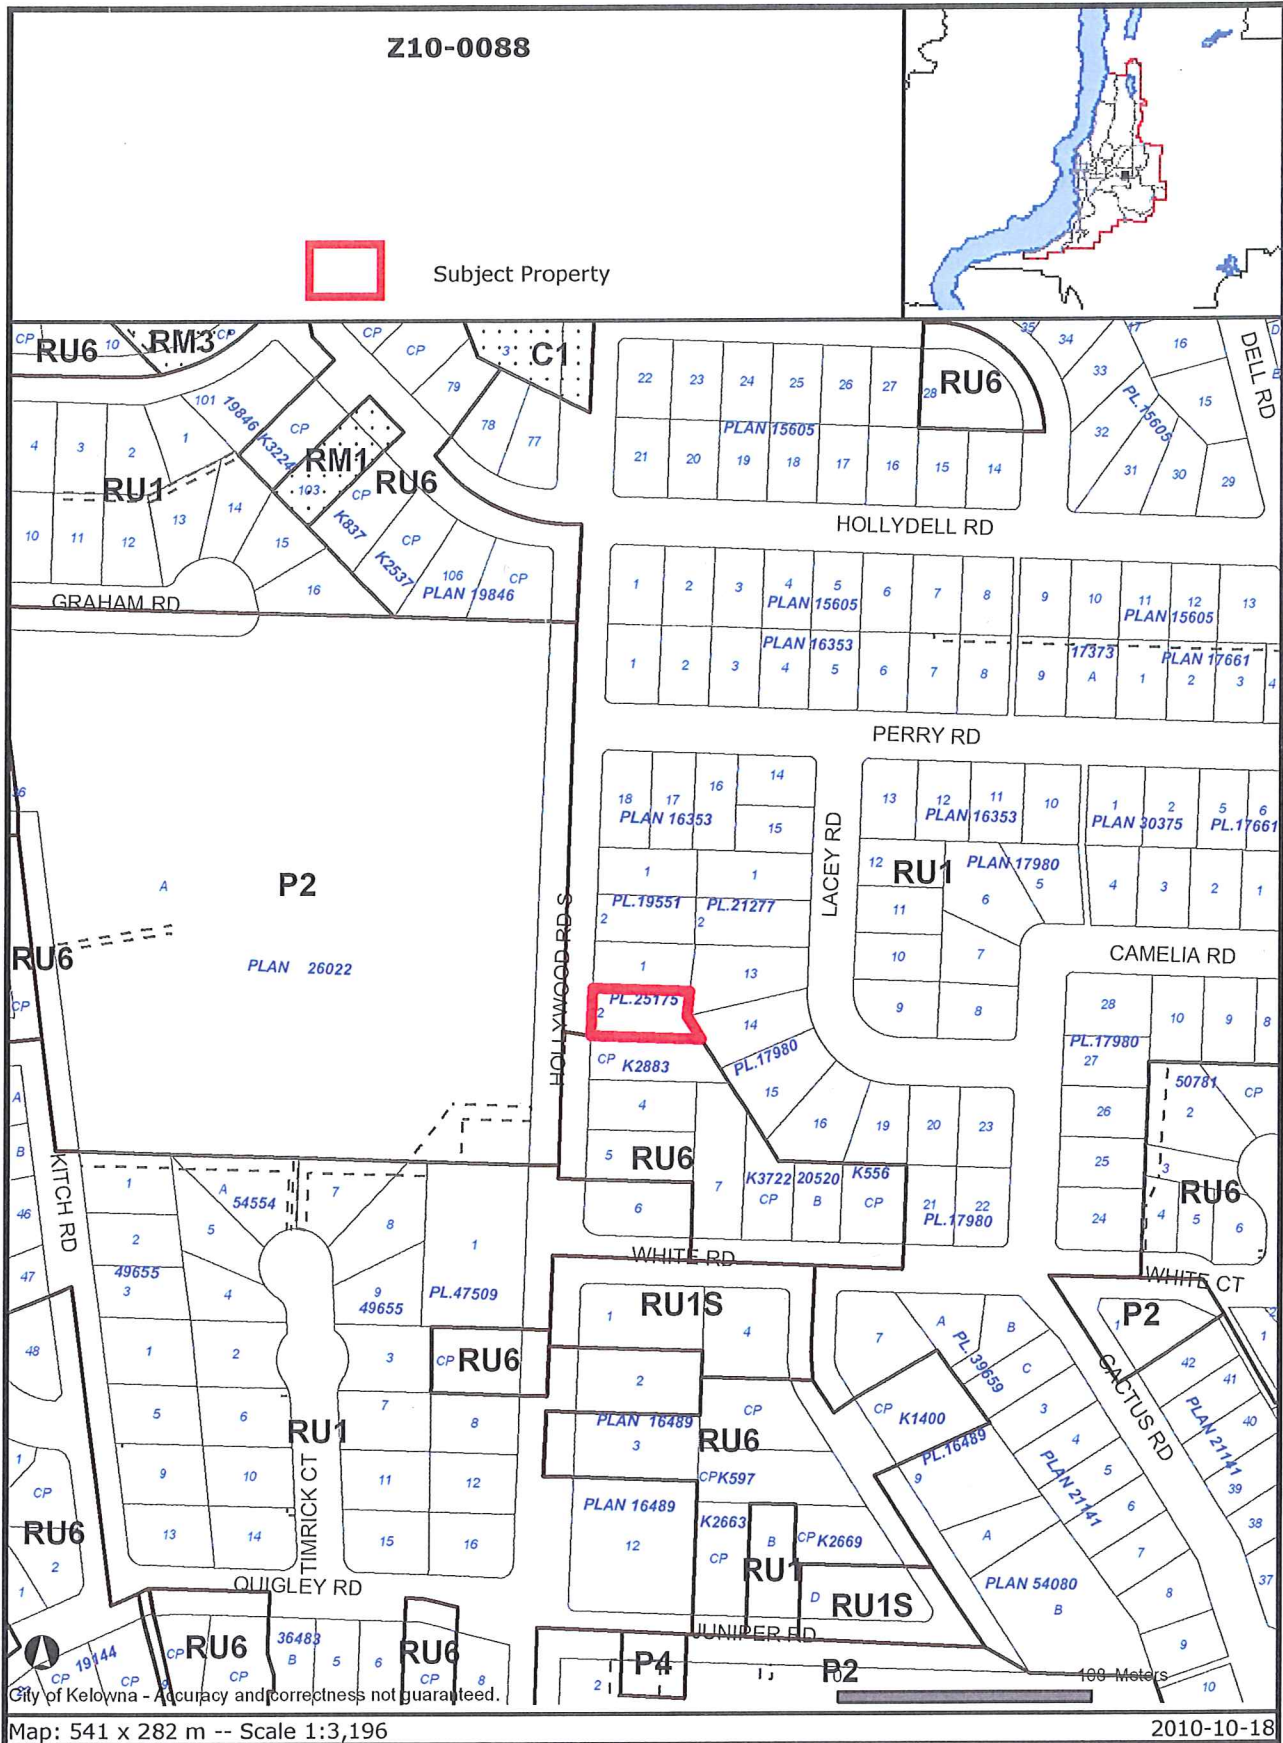 Z10-0088
Subject Property
CP 10 RM3 CP CP CP 3 C1
RU6
79
78 77
22 23 24 25 26 27 28 RU6
PLAN 15605
21 20 19 18 17 16 15 14
35 34 17 16
33 PL.15605 15
32 31 30 29
DELL RD
101 19846 CP
K3224
4 3 2 1
RM1
103 CP RU6
RU1
K837
14
13
10 11 12
15
16
CP
K2537
106 CP
PLAN 19846
GRAHAM RD
HOLLYDELL RD
1 2 3 4 5 6 7 8 9 10 11 12 13
PLAN 15605
PLAN 15605
PLAN 16353
17373
PLAN 17661
1 2 3 4 5 6 7 8 9 A 1 2 3 4
PERRY RD
18 17 16 14
PLAN 16353
15
13 12 11 10 1 2 5 6
PLAN 16353
PLAN 30375
PL.17661
LACEY RD
1 1
12 RU1 PLAN 17980
6 5 4 3 2 1
A P2
PL.19551 PL.21277
2 2
11
HOLLYWOOD RD S
RU6
PLAN 26022
1 13
10 7
CAMELIA RD
CP
PL.25175
2
14
9 8
28 10 9 8
PL.17980
27
CP K2883
PL.17980
15
50781
2 CP
A
4
16 19 20 23
26
B
5 RU6
25 3
RU6
KITCH RD
1 A 54554 7
K3722 20520 K556
7 CP B CP
21 22
PL.17980
24 4 5 6
46
5 8 1
6
2
WHITE RD
WHITE CT
47
49655
3 4
9
49655
PL.47509
RU1S
1 4
P2
1
48
1 2 3 CP RU6
2
7 A B
PL.39659
C
42 41
CACTUS RD
PLAN 21141
40
5 6 7 8
RU1
PLAN 16489
3
CP
RU6
CP K1400
PL.16489
3
4
5
6
PLAN 21141
9 10 11 12
CPK597
9
39
1
CP
RU6
2
1
PLAN 16489
12
K2663
CP
B
CP K2669
RU1
38
13 14 15 16
TIMRICK CT
A
7
PLAN 54080
B
8
37
D RU1S
QUIGLEY RD
JUNIPER RD
9
10
19144
CP CP CP RU6
CP
36483
B 5 6
RU6
CP 8
2 P4
P2
City of Kelowna - Accuracy and correctness not guaranteed.
Map: 541 x 282 m -- Scale 1:3,196
2010-10-18